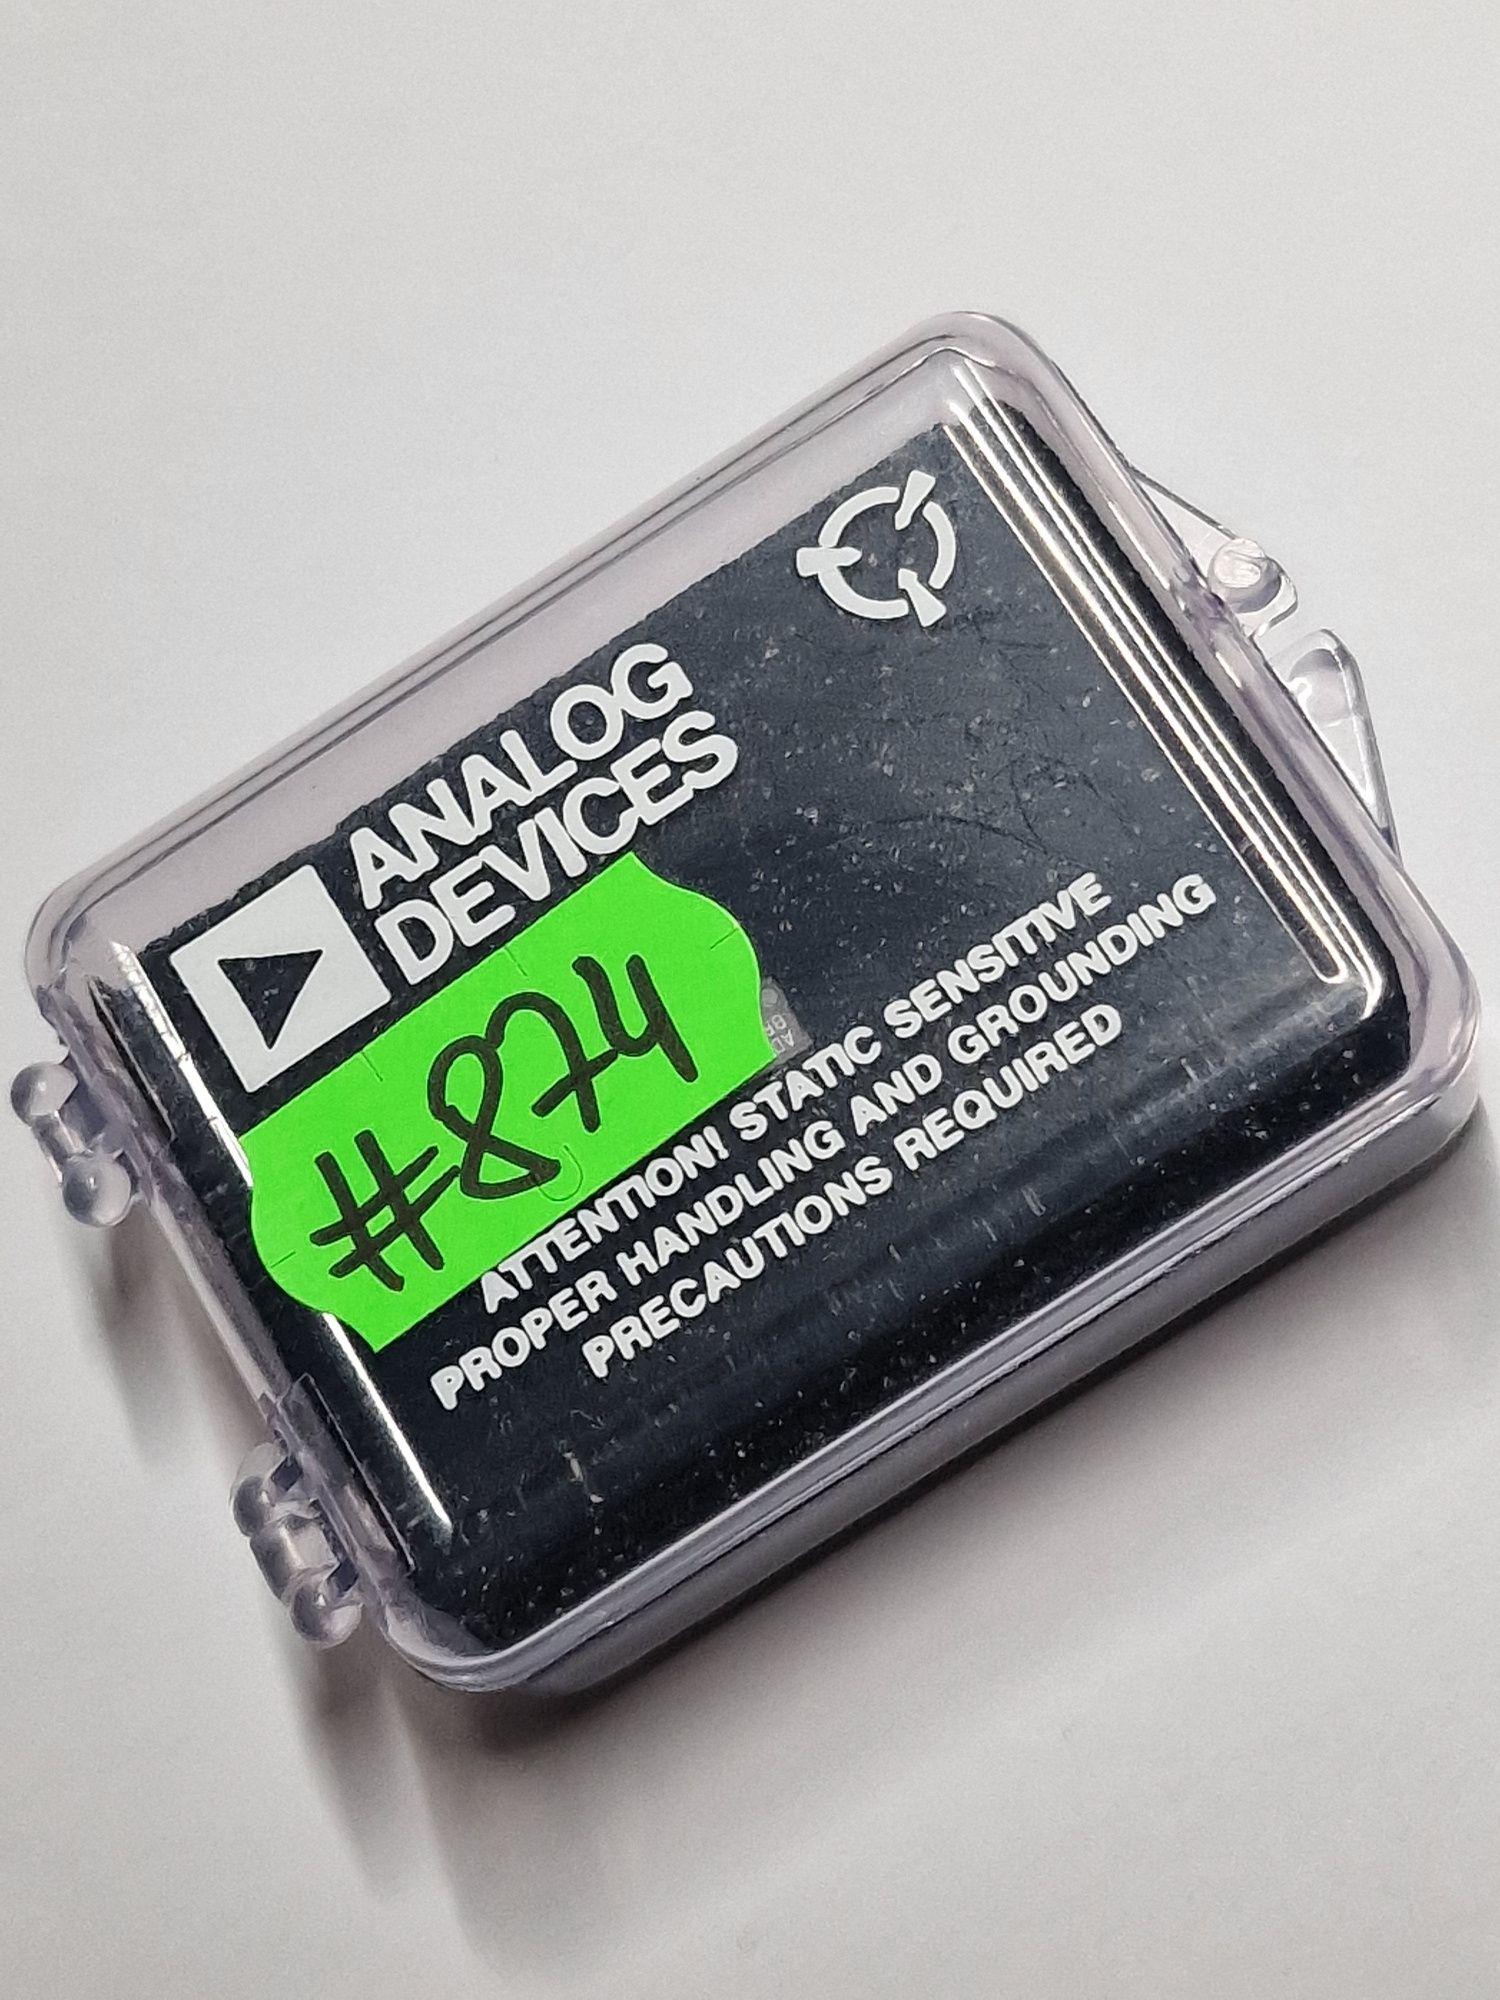 ANALOG
DEVICES
#874
ATTENTION! STATIC SENSITIVE
PROPER HANDLING AND GROUNDING
PRECAUTIONS REQUIRED